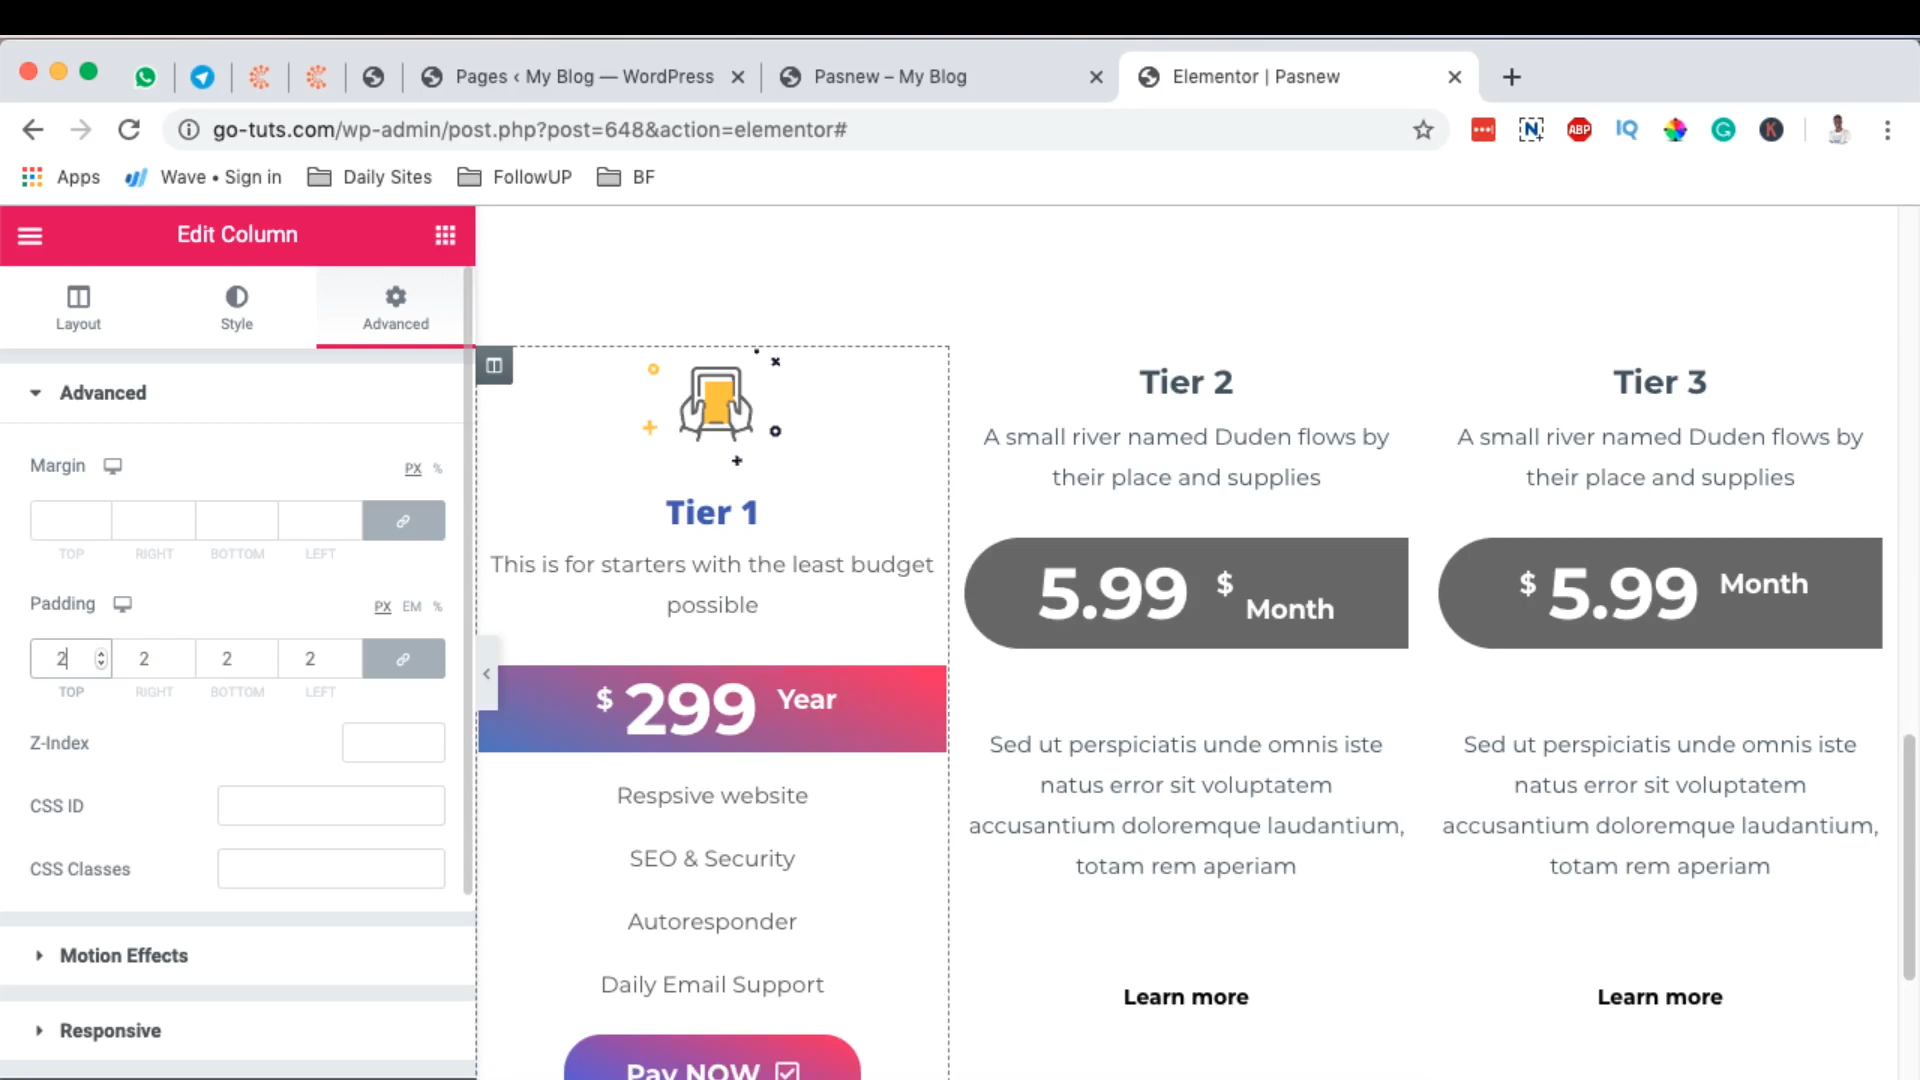 Pages ‹ My Blog — WordPress
Pasnew – My Blog
Elementor | Pasnew
go-tuts.com/wp-admin/post.php?post=648&action=elementor#
ABP
IQ
Apps
Wave • Sign in
Daily Sites
FollowUP
BF
Edit Column
Layout
Style
Advanced
Advanced
Margin
PX %
TOP RIGHT BOTTOM LEFT
Padding
PX EM %
2 2 2 2
TOP RIGHT BOTTOM LEFT
Z-Index
CSS ID
CSS Classes
Motion Effects
Responsive
Tier 1
This is for starters with the least budget
possible
$ 299 Year
Respsive website
SEO & Security
Autoresponder
Daily Email Support
Pay NOW
Tier 2
A small river named Duden flows by
their place and supplies
5.99 $ Month
Sed ut perspiciatis unde omnis iste
natus error sit voluptatem
accusantium doloremque laudantium,
totam rem aperiam
Learn more
Tier 3
A small river named Duden flows by
their place and supplies
$ 5.99 Month
Sed ut perspiciatis unde omnis iste
natus error sit voluptatem
accusantium doloremque laudantium,
totam rem aperiam
Learn more